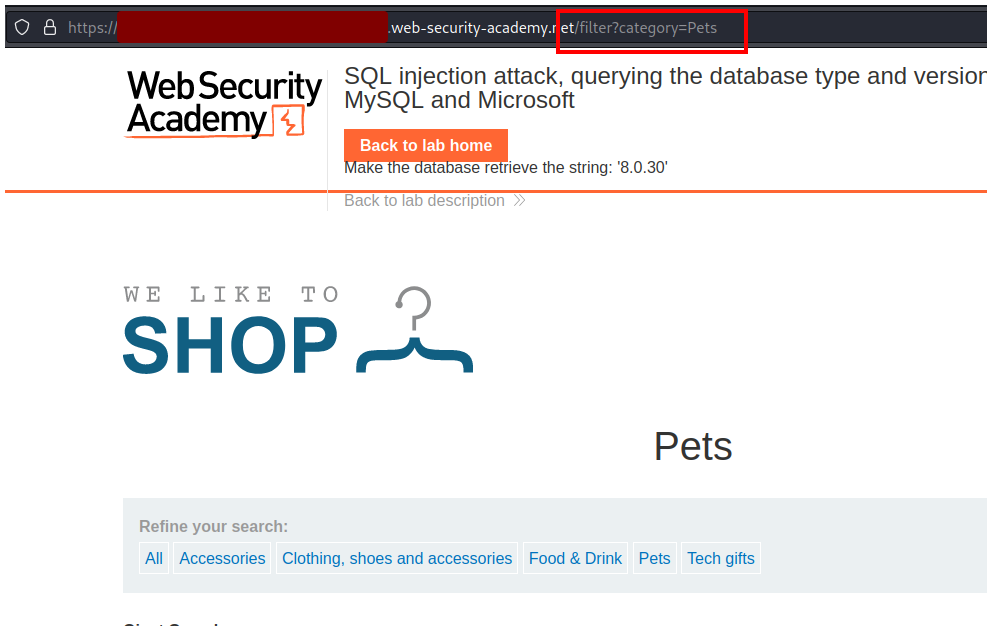 https://
.web-security-academy.net/filter?category=Pets
Web Security
Academy
SQL injection attack, querying the database type and version
MySQL and Microsoft
Back to lab home
Make the database retrieve the string: '8.0.30'
Back to lab description
WE LIKE TO
SHOP
Pets
Refine your search:
All Accessories Clothing, shoes and accessories Food & Drink Pets Tech gifts